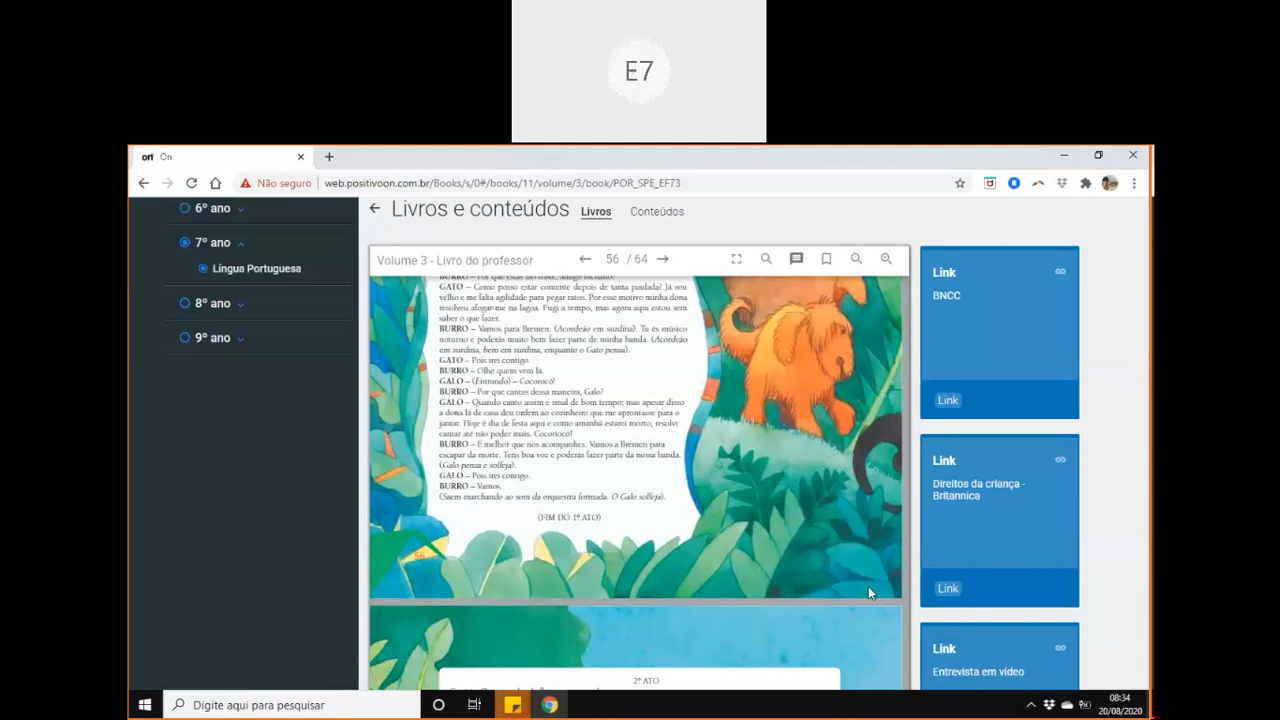 E7
on On
Não seguro web.positivoon.com.br/Books/s/0#/books/11/volume/3/book/POR_SPE_EF73
6º ano
7º ano
Língua Portuguesa
8º ano
9º ano
Livros e conteúdos Livros Conteúdos
Volume 3 - Livro do professor 56 / 64
BURRO – Por que estás tão triste, amigo bichano?
GATO – Como posso estar contente depois de tanta paulada? Já sou
velho e me falta agilidade para pegar ratos. Por esse motivo minha dona
resolveu afogar-me na lagoa. Fugi a tempo, mas agora aqui estou sem
saber o que fazer.
BURRO – Vamos para Bremen. (Acordeão em surdina). Tu és músico
noturno e poderás muito bem fazer parte de minha banda. (Acordeão
em surdina, bem em surdina, enquanto o Gato pensa).
GATO – Pois irei contigo.
BURRO – Olhe quem vem lá.
GALO – (Entrando) – Cocorocó!
BURRO – Por que cantas dessa maneira, Galo?
GALO – Quando canto assim é sinal de bom tempo; mas apesar disso
a dona lá de casa deu ordem ao cozinheiro que me aprontasse para o
jantar. Hoje é dia de festa aqui e como amanhã estarei morto, resolvi
cantar até não poder mais. Cocorocó!
BURRO – É melhor que nos acompanhes. Vamos a Bremen para
escapar da morte. Tens boa voz e poderás fazer parte da nossa banda.
(Galo pensa e solfeja).
GALO – Pois irei contigo.
BURRO – Vamos.
(Saem marchando ao som da orquestra formada. O Galo solfeja).
(FIM DO 1º ATO)
56
2º ATO
Link
BNCC
Link
Link
Direitos da criança -
Britannica
Link
Link
Entrevista em vídeo
Digite aqui para pesquisar
08:34
20/08/2020